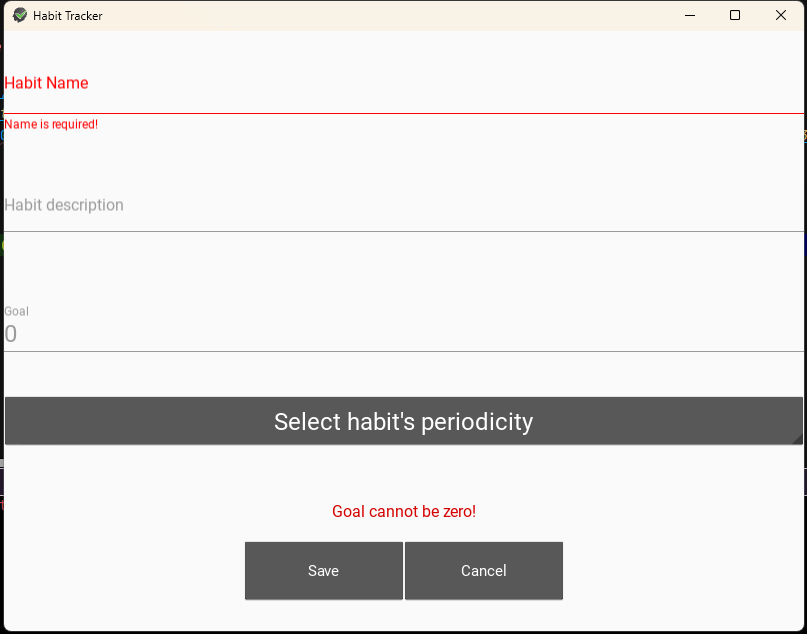 Habit Tracker
Habit Name
Name is required!
Habit description
Goal
0
Select habit's periodicity
Goal cannot be zero!
Save Cancel